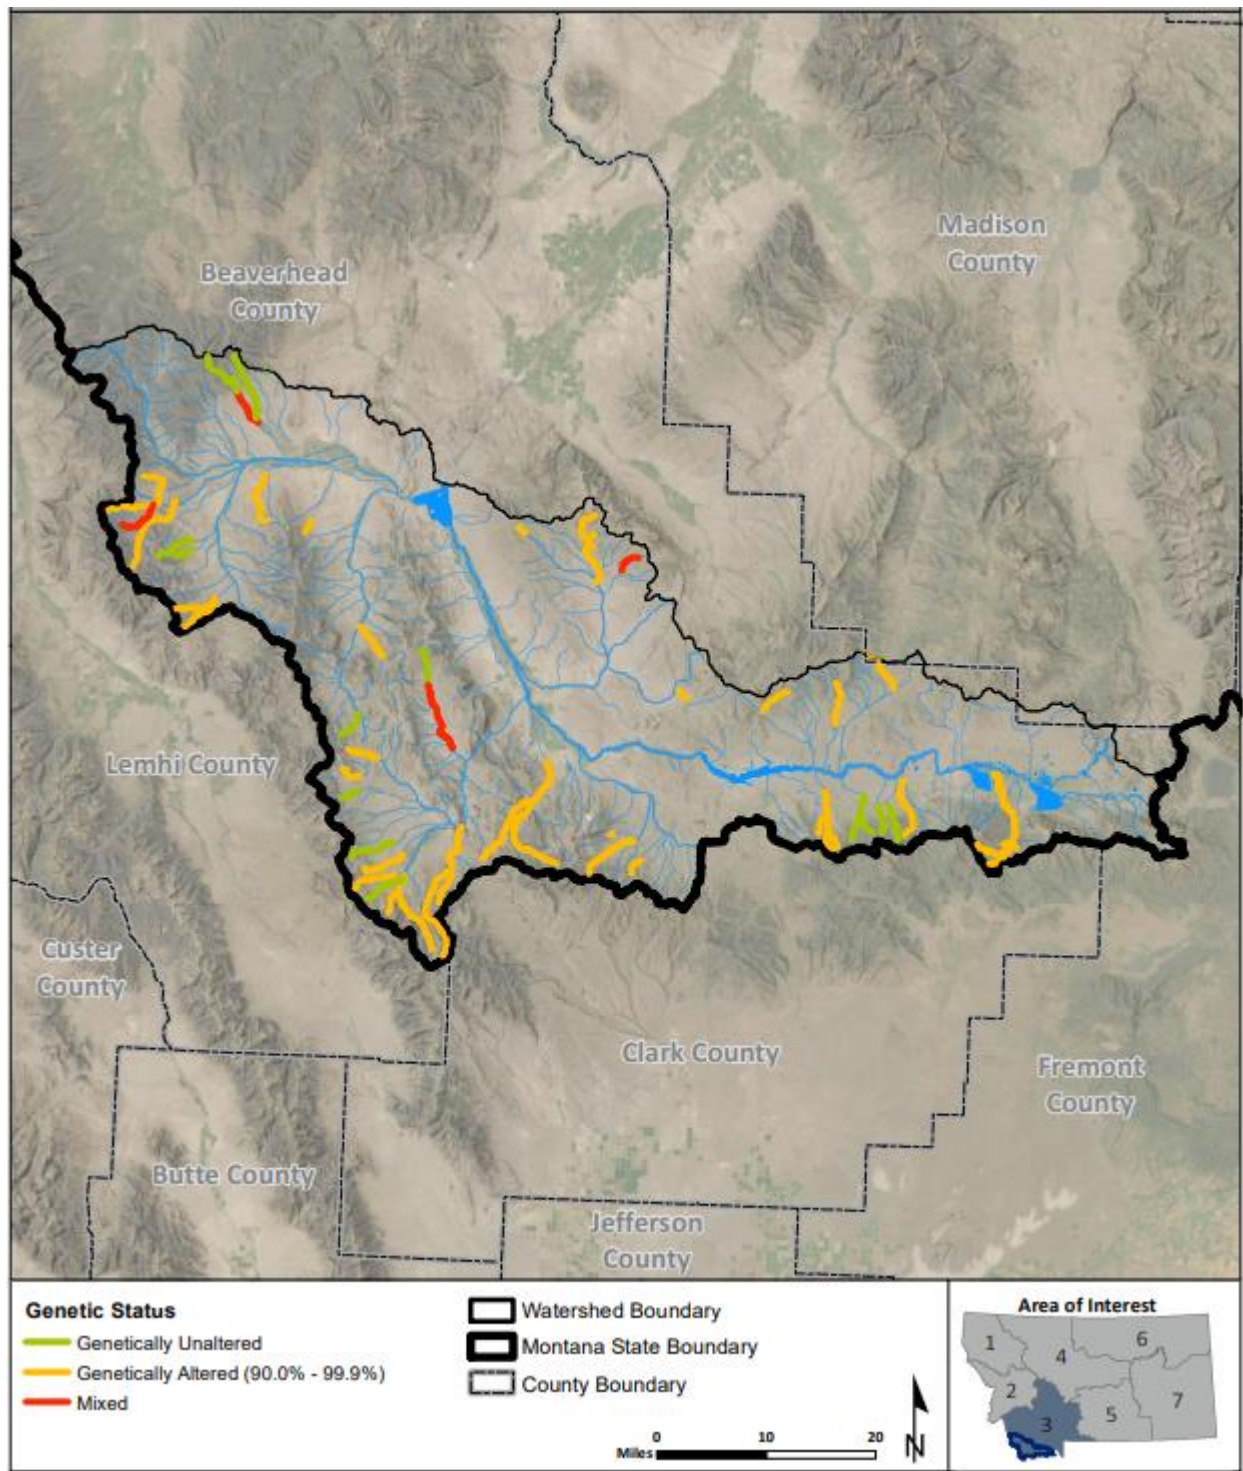 Madison
County
Beaverhead
County
Lemhi County
Custer
County
Clark County
Fremont
County
Butte County
Jefferson
County
Genetic Status
Genetically Unaltered
Genetically Altered (90.0% - 99.9%)
Mixed
Watershed Boundary
Montana State Boundary
County Boundary
0 10 20
Miles
N
Area of Interest
1
6
4
2
3
5
7